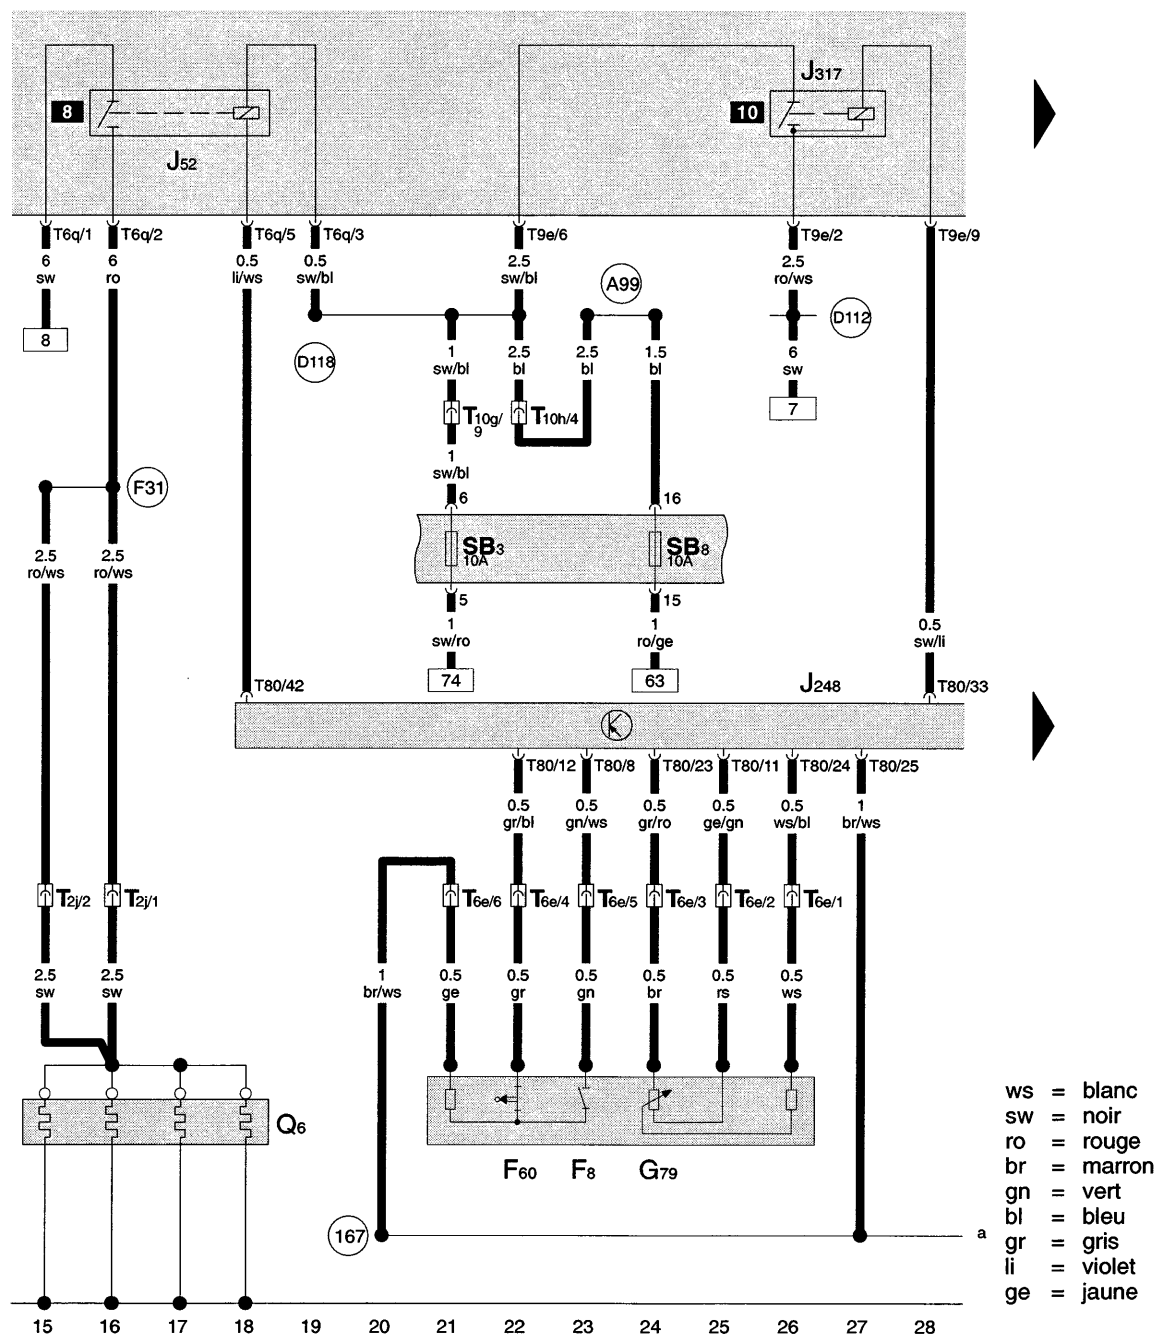 J317
8
10
J52
T6q/1 T6q/2 T6q/5 T6q/3 T9e/6 T9e/2 T9e/9
6 6 0.5 0.5 2.5 2.5
sw ro li/ws sw/bl sw/bl ro/ws
A99
8
D118
D112
1 2.5 2.5 1.5 6
sw/bl bl bl bl sw
7
T10g/9 T10h/4
1
sw/bl
F31
6 16
2.5 2.5
ro/ws ro/ws
SB3 SB8
10A 10A
5 15
1 1 0.5
sw/ro ro/ge sw/li
74 63
T80/42 J248 T80/33
T80/12 T80/8 T80/23 T80/11 T80/24 T80/25
0.5 0.5 0.5 0.5 0.5 1
gr/bl gn/ws gr/ro ge/gn ws/bl br/ws
T2j/2 T2j/1 T6e/6 T6e/4 T6e/5 T6e/3 T6e/2 T6e/1
2.5 2.5 1 0.5 0.5 0.5 0.5 0.5 0.5
sw sw br/ws ge gr gn br rs ws
Q6
F60 F8 G79
167
a
ws = blanc
sw = noir
ro = rouge
br = marron
gn = vert
bl = bleu
gr = gris
li = violet
ge = jaune
15 16 17 18 19 20 21 22 23 24 25 26 27 28